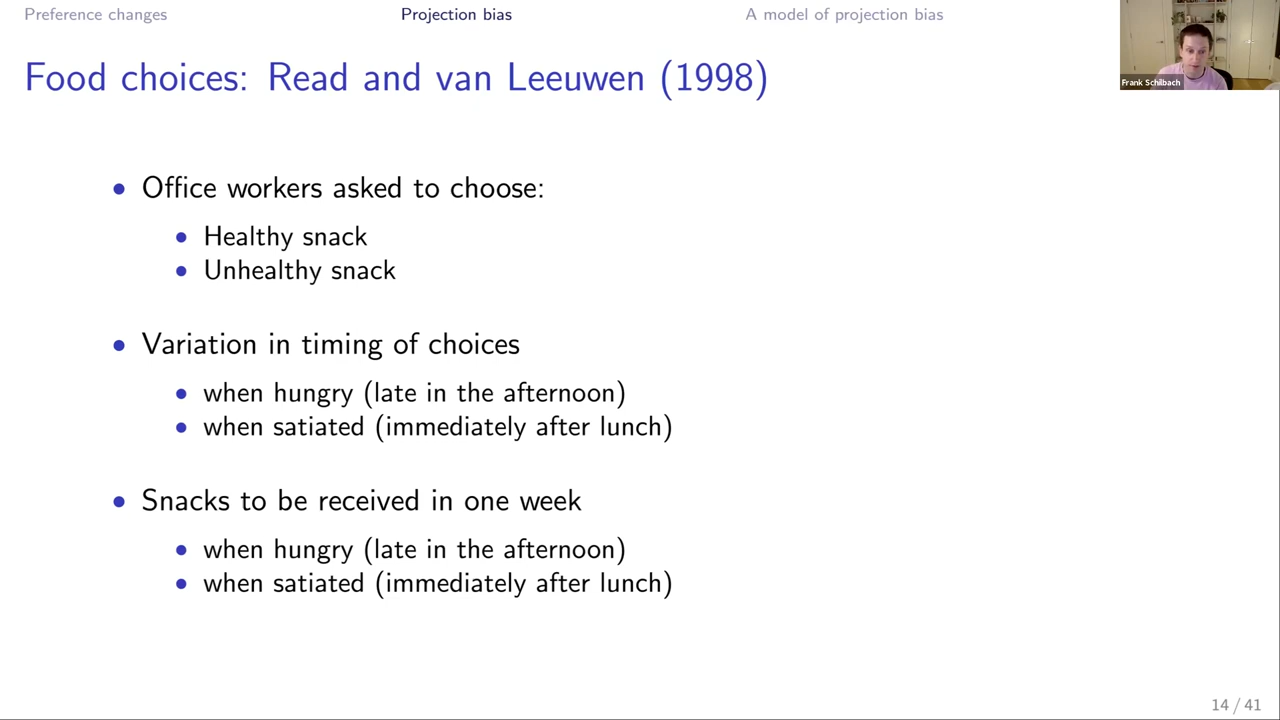 Preference changes
Projection bias
A model of projection bias
Frank Schilbach
Food choices: Read and van Leeuwen (1998)
• Office workers asked to choose:
• Healthy snack
• Unhealthy snack
• Variation in timing of choices
• when hungry (late in the afternoon)
• when satiated (immediately after lunch)
• Snacks to be received in one week
• when hungry (late in the afternoon)
• when satiated (immediately after lunch)
14 / 41